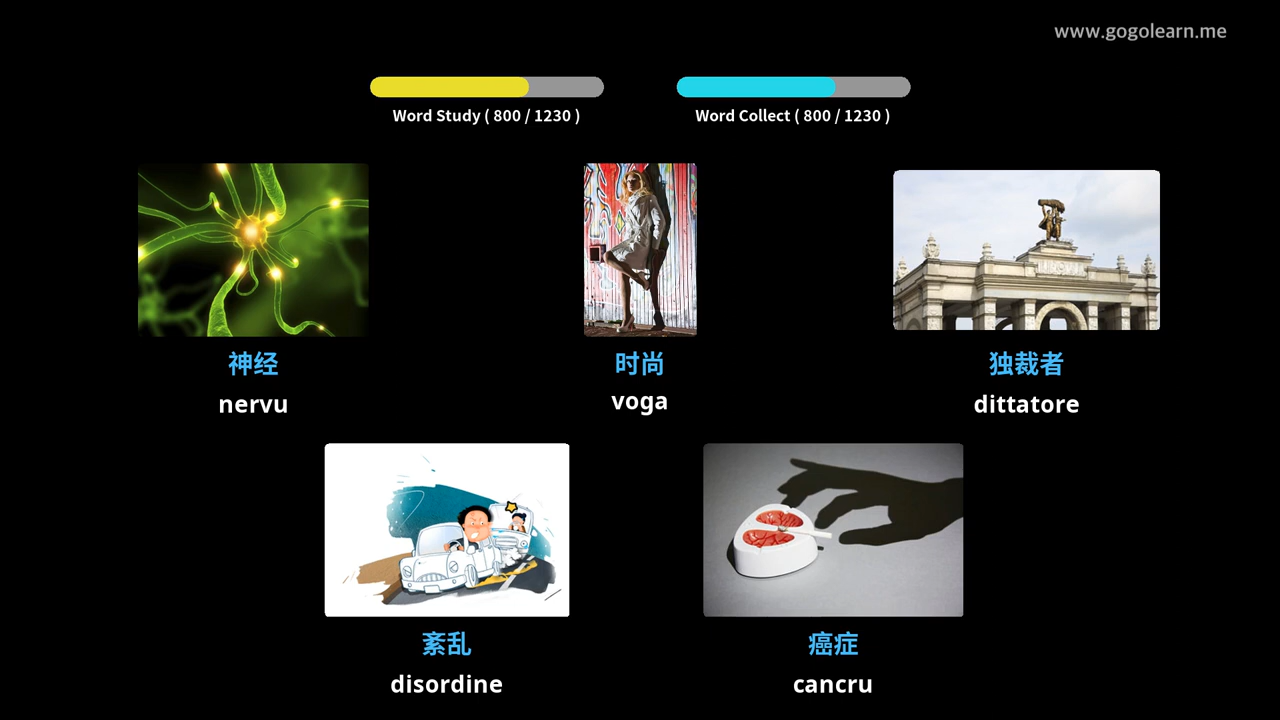 www.gogolearn.me
Word Study ( 800 / 1230 )
Word Collect ( 800 / 1230 )
神经
nervu
时尚
voga
独裁者
dittatore
紊乱
disordine
癌症
cancru